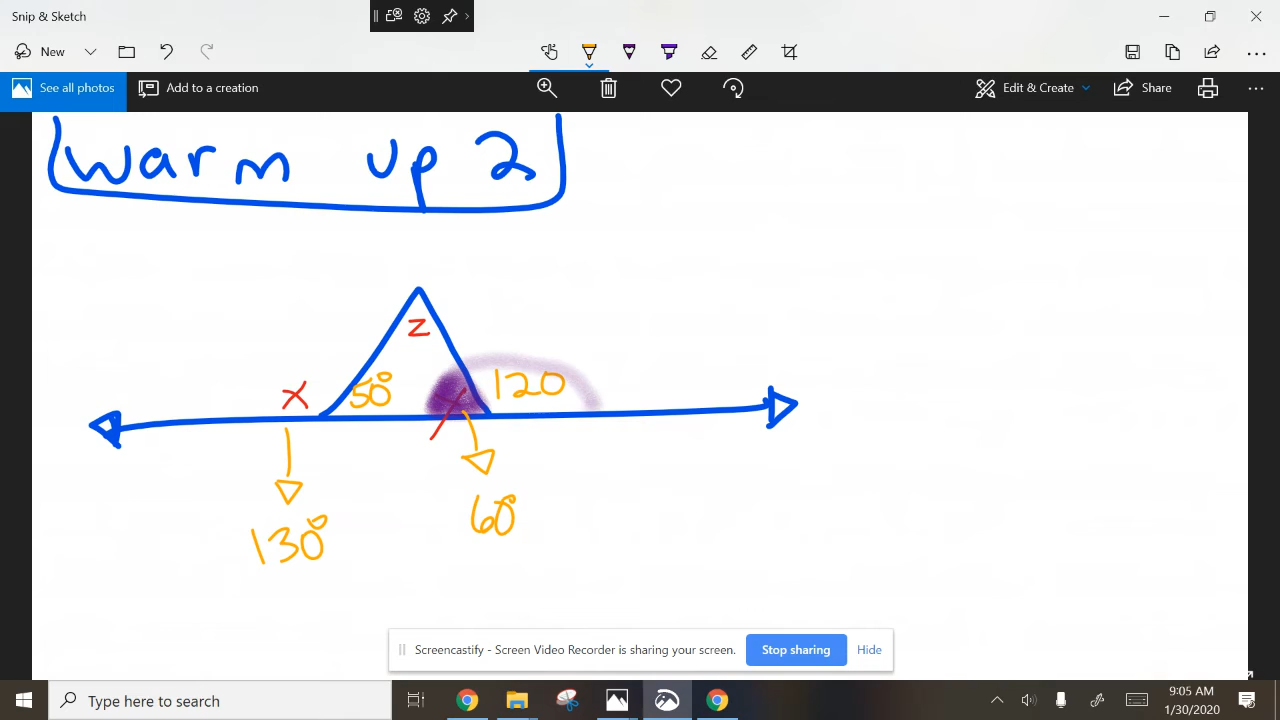 Snip & Sketch
New
See all photos
Add to a creation
Edit & Create
Share
Warm up 2
z
x
50°
120
130°
60°
Screencastify - Screen Video Recorder is sharing your screen.
Stop sharing
Hide
Type here to search
9:05 AM
1/30/2020